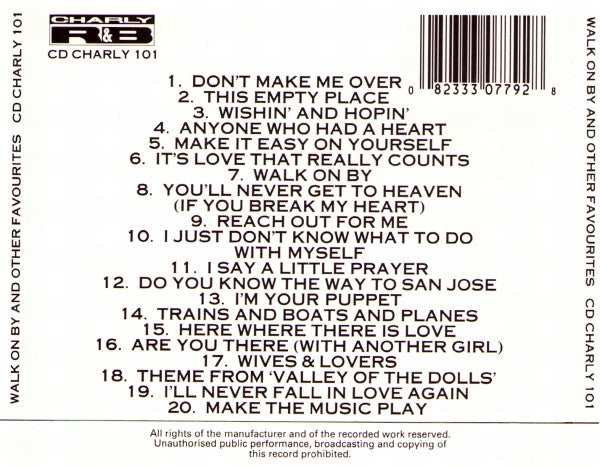 CHARLY
R&B
CD CHARLY 101
0 82333 07792 8
1. DON'T MAKE ME OVER
2. THIS EMPTY PLACE
3. WISHIN' AND HOPIN'
4. ANYONE WHO HAD A HEART
5. MAKE IT EASY ON YOURSELF
6. IT'S LOVE THAT REALLY COUNTS
7. WALK ON BY
8. YOU'LL NEVER GET TO HEAVEN
(IF YOU BREAK MY HEART)
9. REACH OUT FOR ME
10. I JUST DON'T KNOW WHAT TO DO
WITH MYSELF
11. I SAY A LITTLE PRAYER
12. DO YOU KNOW THE WAY TO SAN JOSE
13. I'M YOUR PUPPET
14. TRAINS AND BOATS AND PLANES
15. HERE WHERE THERE IS LOVE
16. ARE YOU THERE (WITH ANOTHER GIRL)
17. WIVES & LOVERS
18. THEME FROM 'VALLEY OF THE DOLLS'
19. I'LL NEVER FALL IN LOVE AGAIN
20. MAKE THE MUSIC PLAY
All rights of the manufacturer and of the recorded work reserved.
Unauthorised public performance, broadcasting and copying of
this record prohibited.
WALK ON BY AND OTHER FAVOURITES CD CHARLY 101
WALK ON BY AND OTHER FAVOURITES CD CHARLY 101